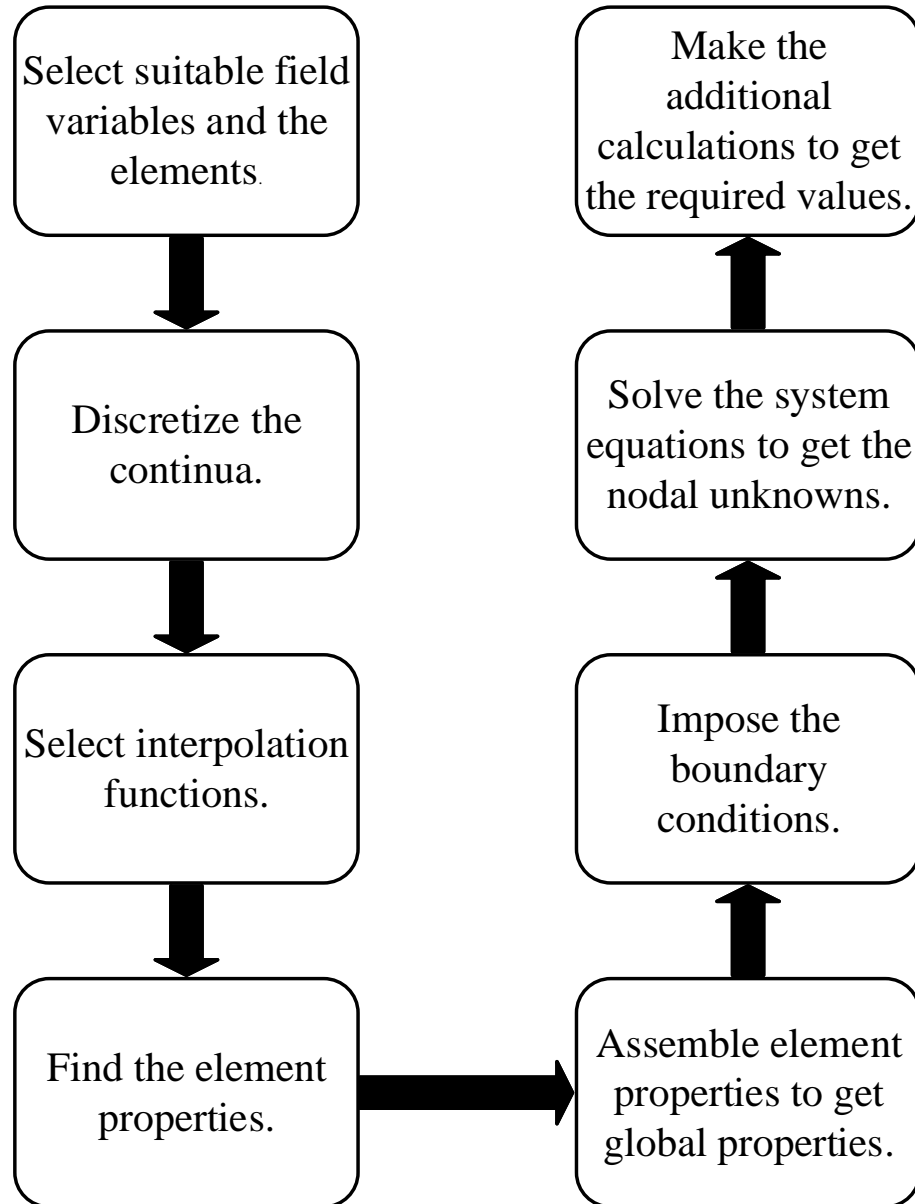 Select suitable field
variables and the
elements.
Discretize the
continua.
Select interpolation
functions.
Find the element
properties.
Assemble element
properties to get
global properties.
Impose the
boundary
conditions.
Solve the system
equations to get the
nodal unknowns.
Make the
additional
calculations to get
the required values.